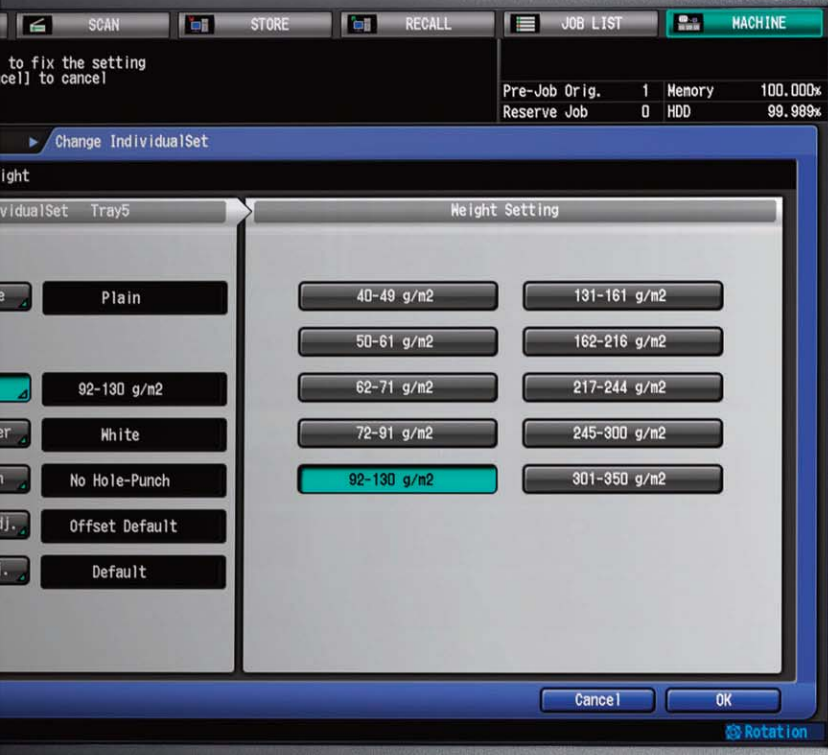 SCAN
STORE
RECALL
JOB LIST
MACHINE
to fix the setting
cel] to cancel
Pre-Job Orig. 1 Memory 100.000%
Reserve Job 0 HDD 99.989%
Change IndividualSet
ight
vidualSet Tray5
Weight Setting
e Plain
40-49 g/m2 131-161 g/m2
50-61 g/m2 162-216 g/m2
92-130 g/m2
62-71 g/m2 217-244 g/m2
er White
72-91 g/m2 245-300 g/m2
n No Hole-Punch
92-130 g/m2 301-350 g/m2
dj. Offset Default
. Default
Cancel OK
Rotation